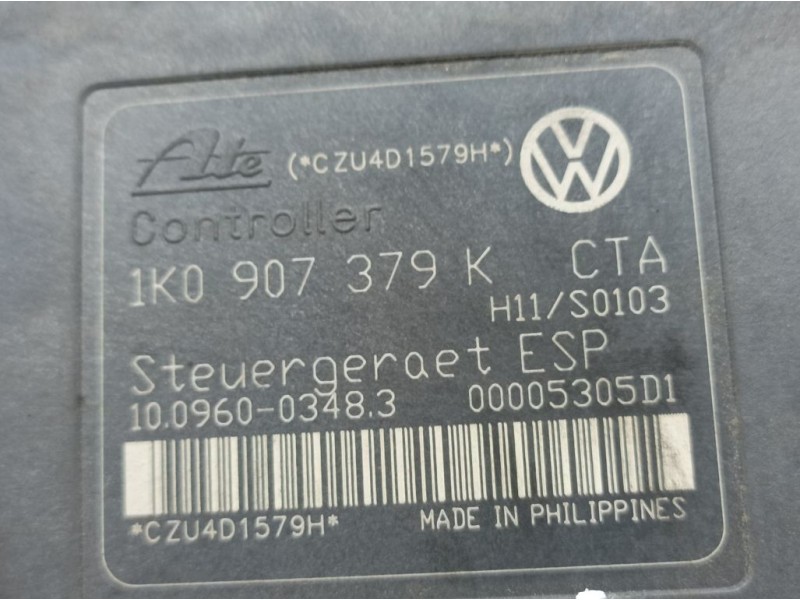 Ate (*CZU4D1579H*)
Controller
1K0 907 379 K CTA
H11/S0103
Steuergeraet ESP
10.0960-0348.3 00005305D1
*CZU4D1579H* MADE IN PHILIPPINES